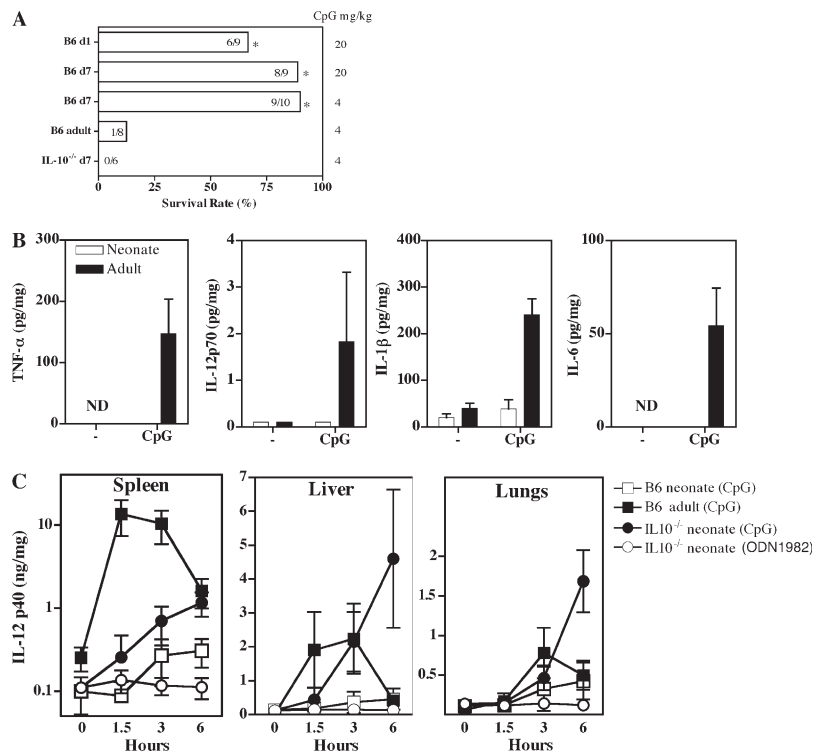 A
CpG mg/kg
B6 d1 6/9 * 20
B6 d7 8/9 * 20
B6 d7 9/10 * 4
B6 adult 1/8 4
IL-10-/- d7 0/6 4
0 25 50 75 100
Survival Rate (%)
B
Neonate
Adult
TNF-α (pg/mg)
300
200
100
0
ND
- CpG
IL-12p70 (pg/mg)
4
3
2
1
0
- CpG
IL-1β (pg/mg)
400
300
200
100
0
- CpG
IL-6 (pg/mg)
100
50
0
ND
- CpG
C
Spleen
IL-12 p40 (ng/mg)
10
1
0.1
0 1.5 3 6
Hours
Liver
7
6
5
4
3
2
1
0
0 1.5 3 6
Hours
Lungs
2
1.5
1
0.5
0 1.5 3 6
Hours
B6 neonate (CpG)
B6 adult (CpG)
IL10-/- neonate (CpG)
IL10-/- neonate (ODN1982)